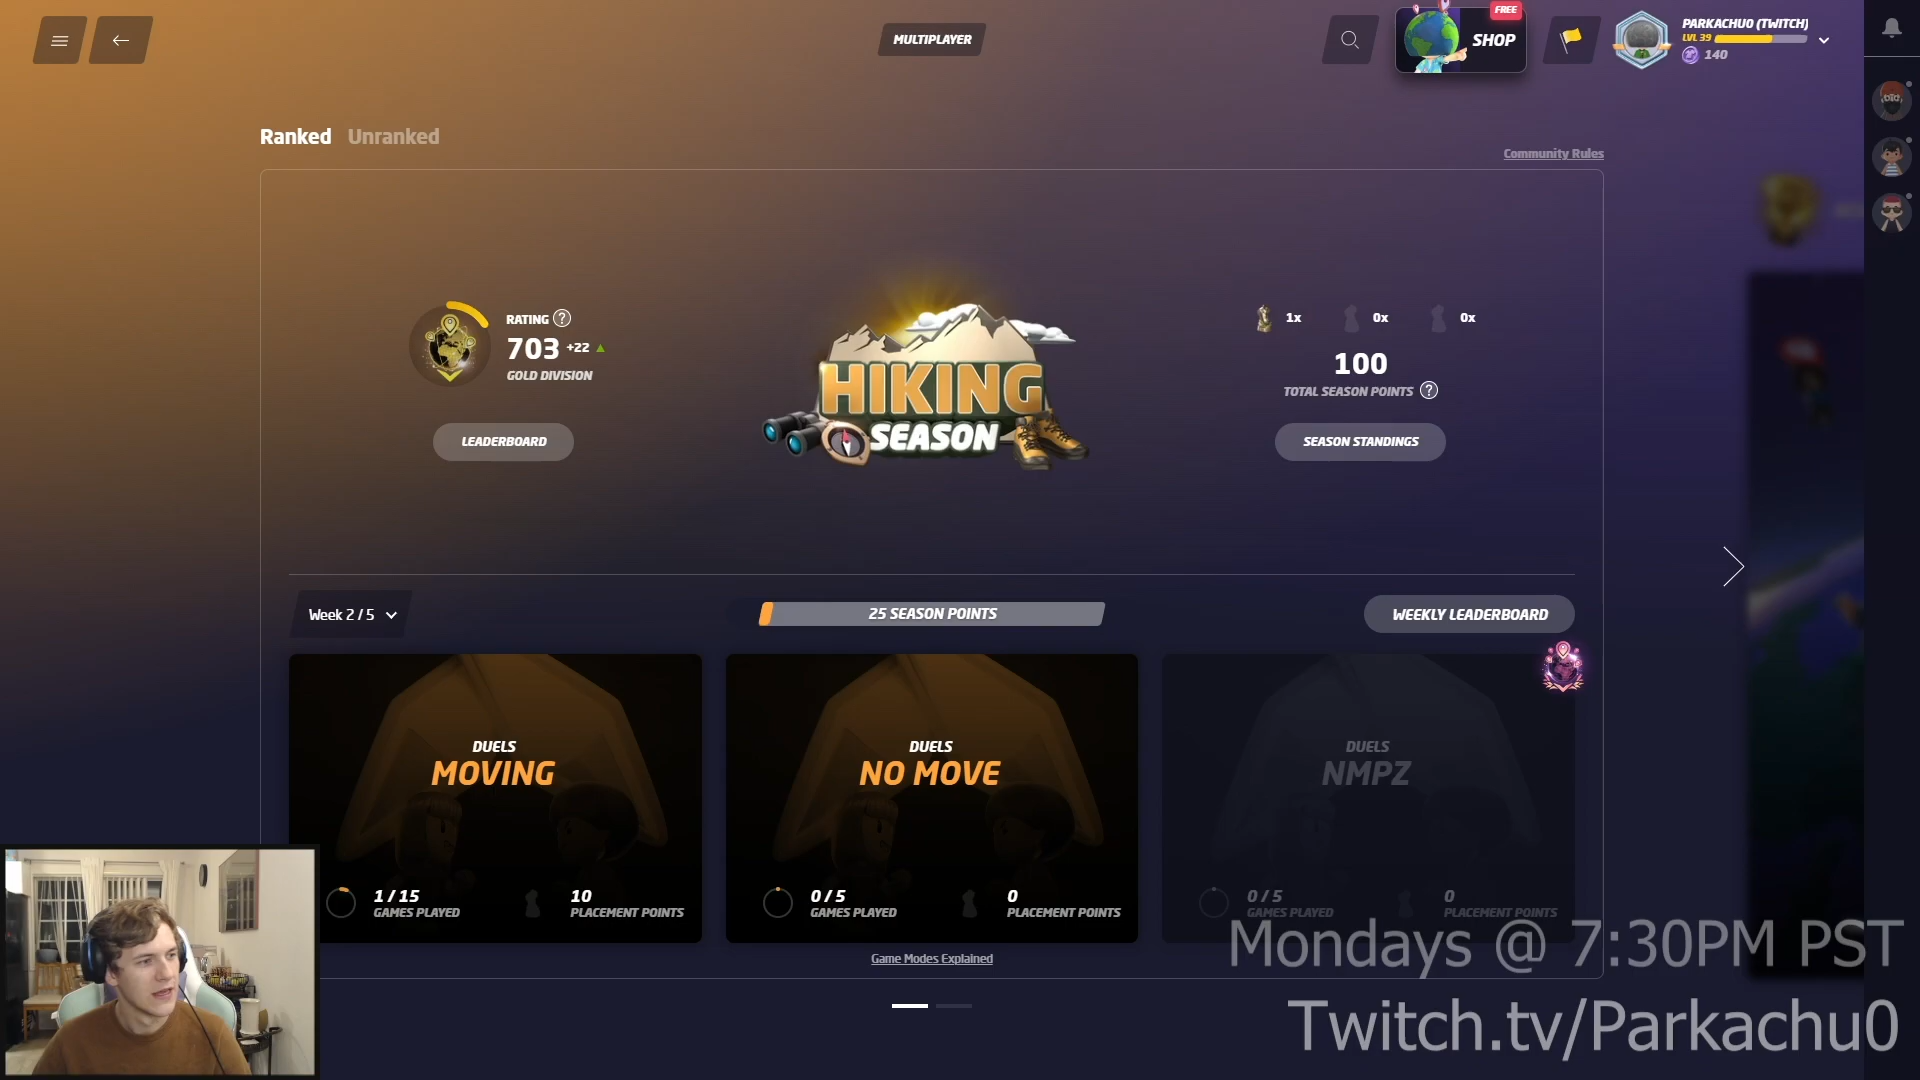 MULTIPLAYER
FREE
SHOP
PARKACHU0 (TWITCH)
LVL 39
140
Ranked Unranked
Community Rules
RATING ?
703 +22
GOLD DIVISION
LEADERBOARD
HIKING
SEASON
1x 0x 0x
100
TOTAL SEASON POINTS ?
SEASON STANDINGS
Week 2 / 5
25 SEASON POINTS
WEEKLY LEADERBOARD
DUELS
MOVING
1 / 15
GAMES PLAYED
10
PLACEMENT POINTS
DUELS
NO MOVE
0 / 5
GAMES PLAYED
0
PLACEMENT POINTS
DUELS
NMPZ
0 / 5
GAMES PLAYED
0
PLACEMENT POINTS
Game Modes Explained
Mondays @ 7:30PM PST
Twitch.tv/Parkachu0